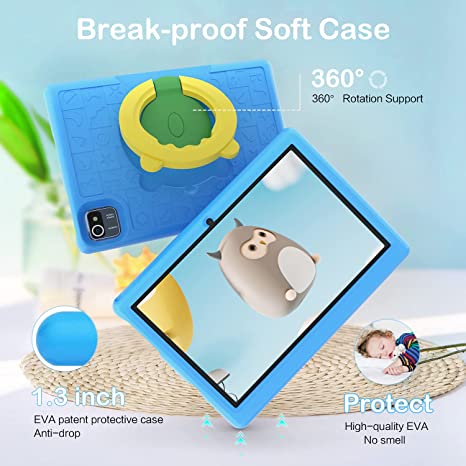 Break-proof Soft Case
360°
360° Rotation Support
1.3 inch
EVA patent protective case
Anti-drop
Protect
High-quality EVA
No smell